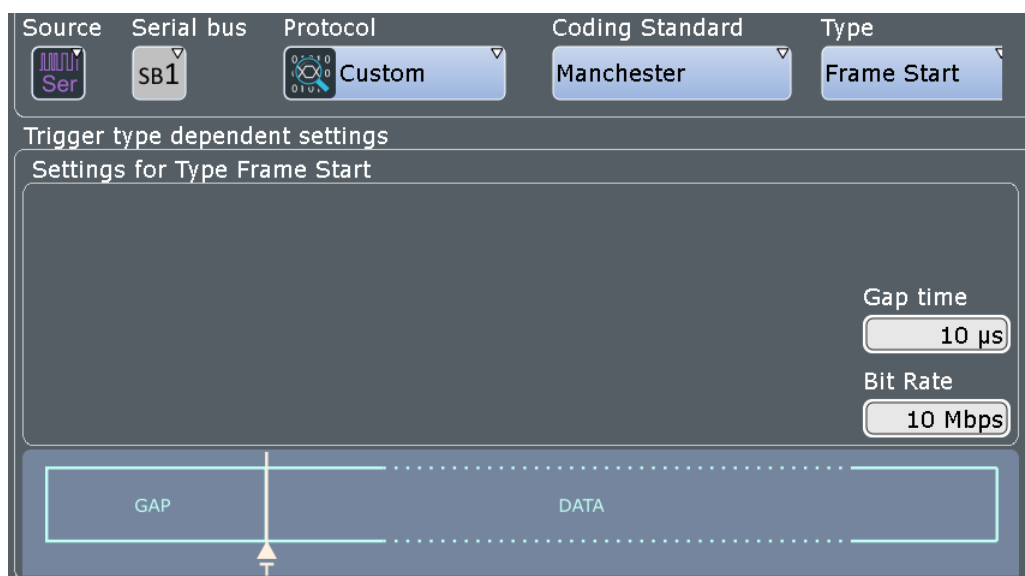 Source Serial bus Protocol Coding Standard Type
Ser SB1 Custom Manchester Frame Start
Trigger type dependent settings
Settings for Type Frame Start
Gap time
10 µs
Bit Rate
10 Mbps
GAP DATA
T